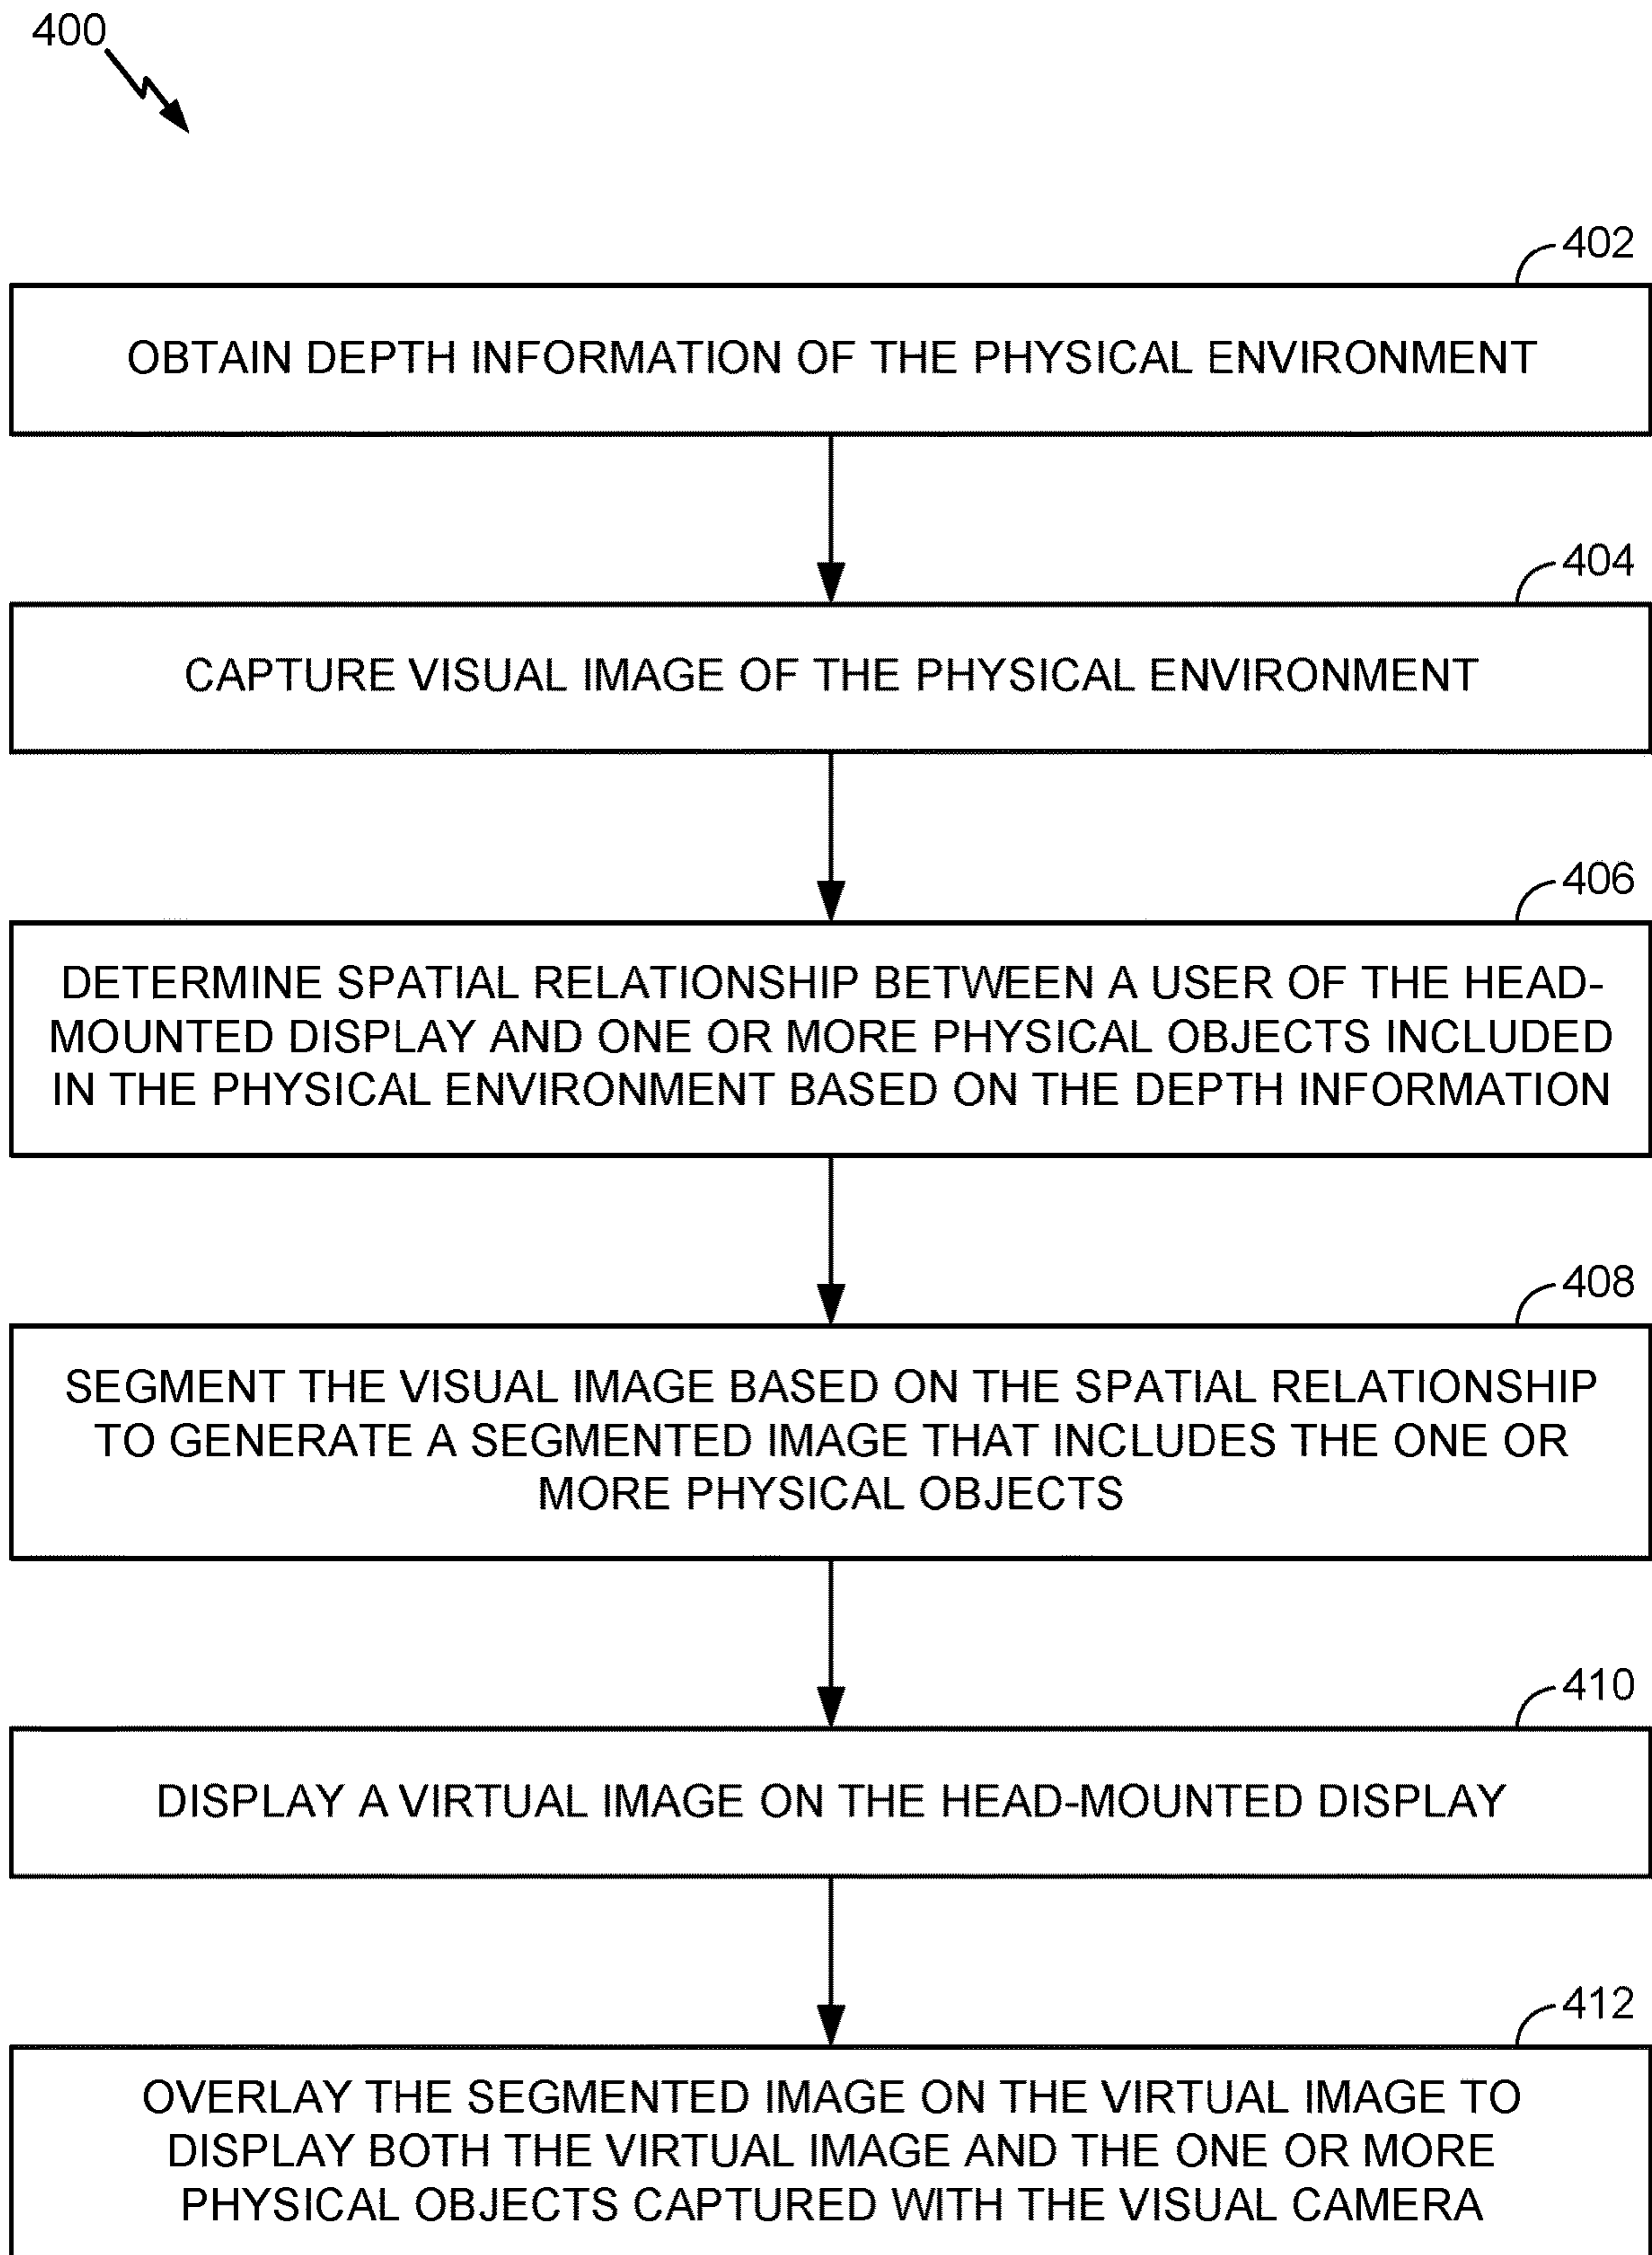 400
402
OBTAIN DEPTH INFORMATION OF THE PHYSICAL ENVIRONMENT
404
CAPTURE VISUAL IMAGE OF THE PHYSICAL ENVIRONMENT
406
DETERMINE SPATIAL RELATIONSHIP BETWEEN A USER OF THE HEAD-
MOUNTED DISPLAY AND ONE OR MORE PHYSICAL OBJECTS INCLUDED
IN THE PHYSICAL ENVIRONMENT BASED ON THE DEPTH INFORMATION
408
SEGMENT THE VISUAL IMAGE BASED ON THE SPATIAL RELATIONSHIP
TO GENERATE A SEGMENTED IMAGE THAT INCLUDES THE ONE OR
MORE PHYSICAL OBJECTS
410
DISPLAY A VIRTUAL IMAGE ON THE HEAD-MOUNTED DISPLAY
412
OVERLAY THE SEGMENTED IMAGE ON THE VIRTUAL IMAGE TO
DISPLAY BOTH THE VIRTUAL IMAGE AND THE ONE OR MORE
PHYSICAL OBJECTS CAPTURED WITH THE VISUAL CAMERA